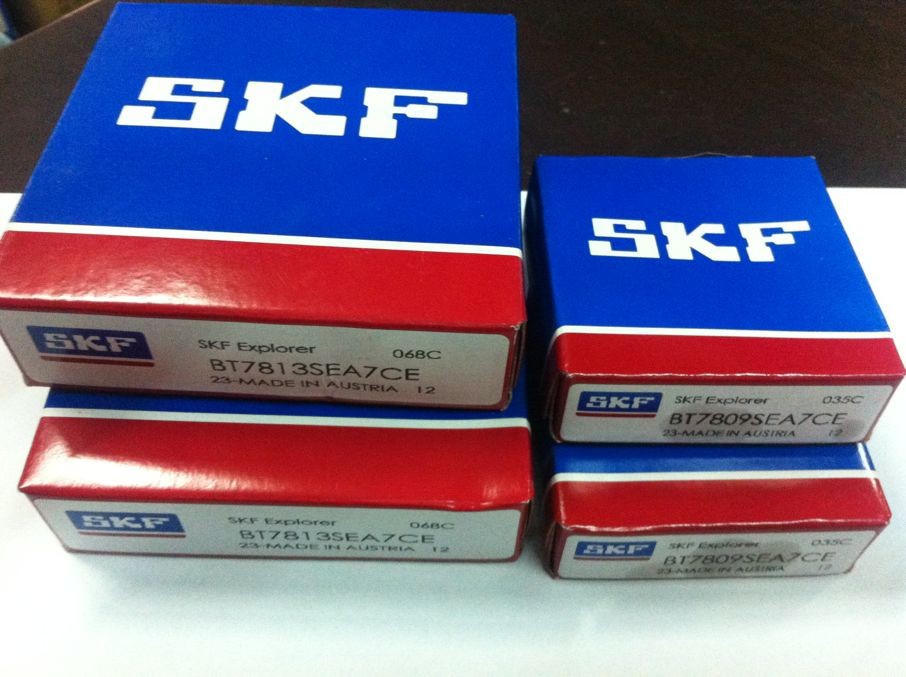 SKF
SKF
SKF
SKF Explorer 068C
BT7813SEA7CE
23-MADE IN AUSTRIA 12
SKF
SKF Explorer 035C
BT7809SEA7CE
23-MADE IN AUSTRIA 12
SKF
SKF Explorer 068C
BT7813SEA7CE
23-MADE IN AUSTRIA 12
SKF
SKF Explorer 035C
BT7809SEA7CE
23-MADE IN AUSTRIA 12